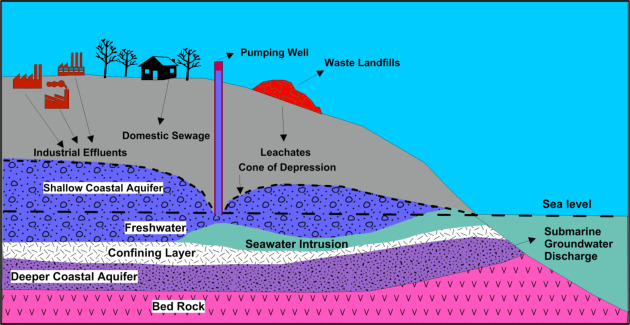 Pumping Well
Waste Landfills
Domestic Sewage
Industrial Effluents
Leachates
Cone of Depression
Shallow Coastal Aquifer
Sea level
Freshwater
Submarine
Groundwater
Discharge
Seawater Intrusion
Confining Layer
Deeper Coastal Aquifer
Bed Rock